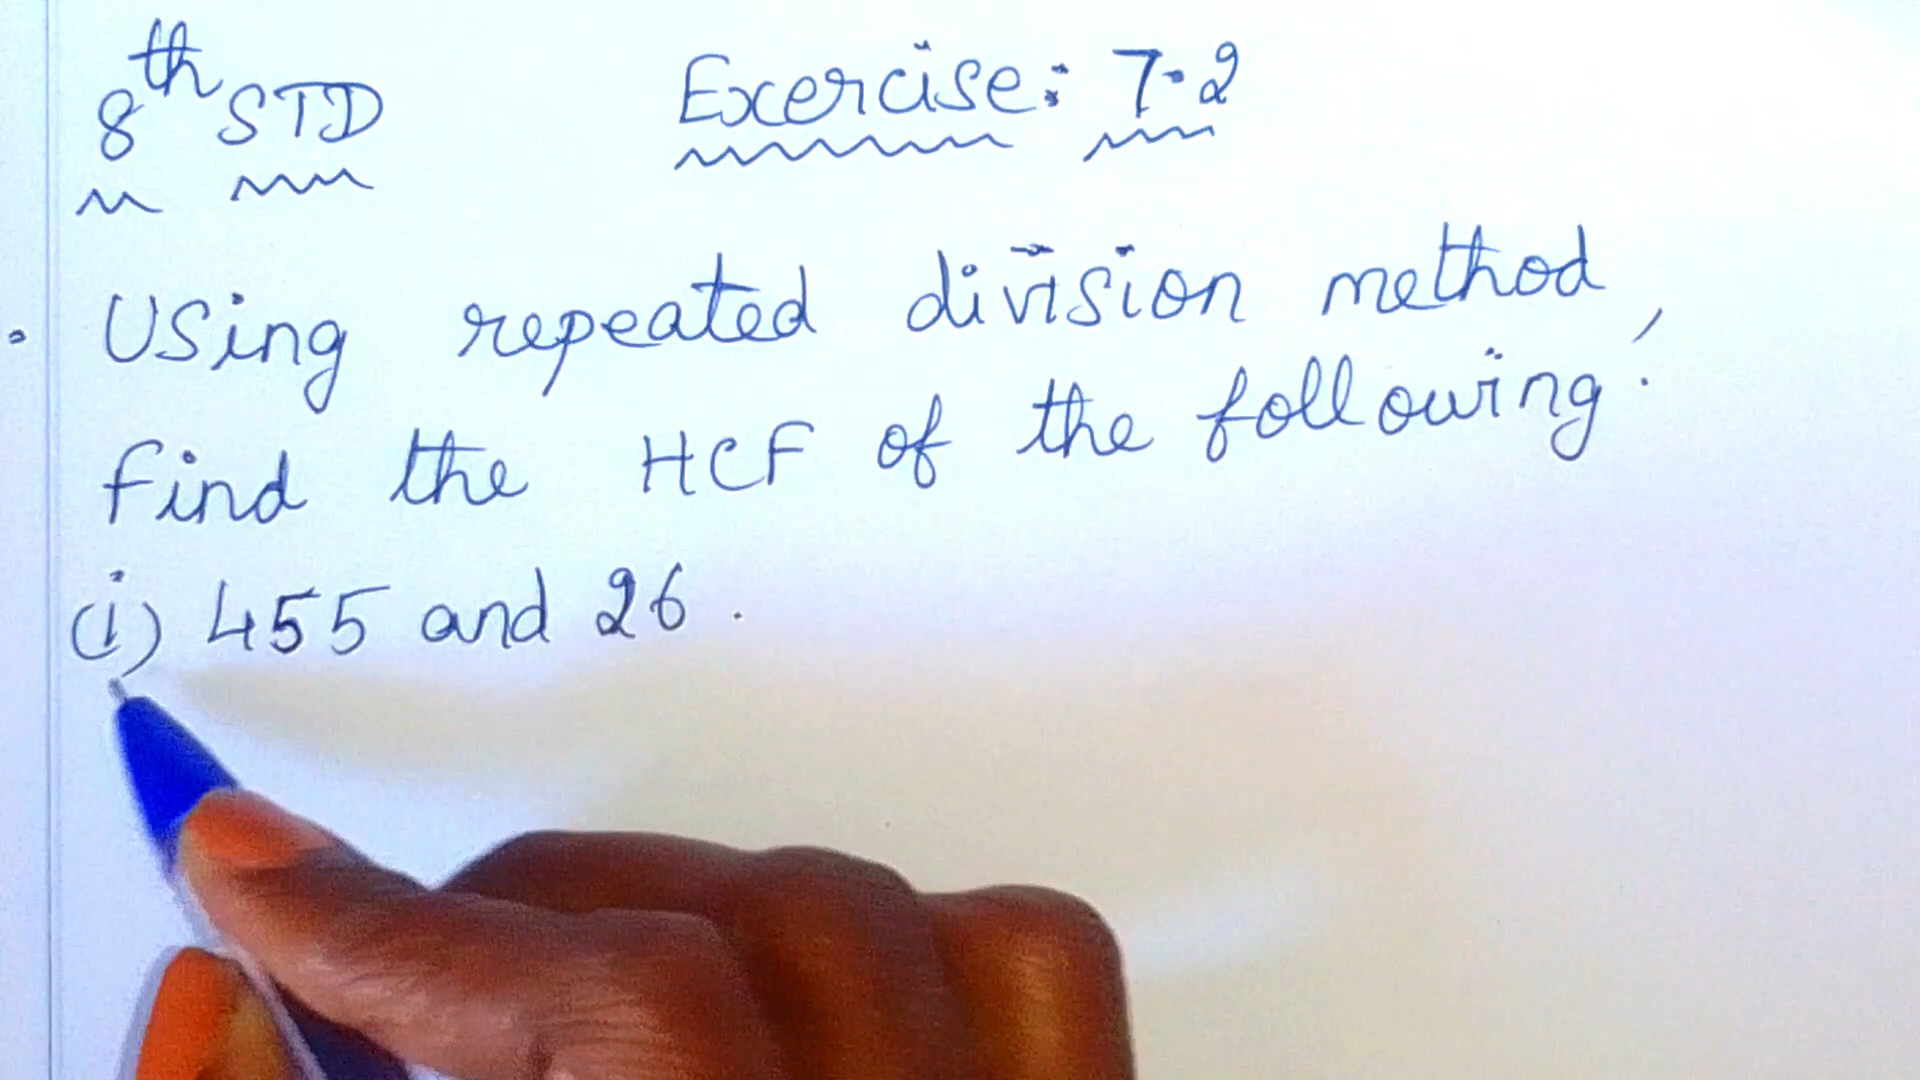 8th STD Exercise: 7.2
Using repeated division method,
find the HCF of the following.
(i) 455 and 26.